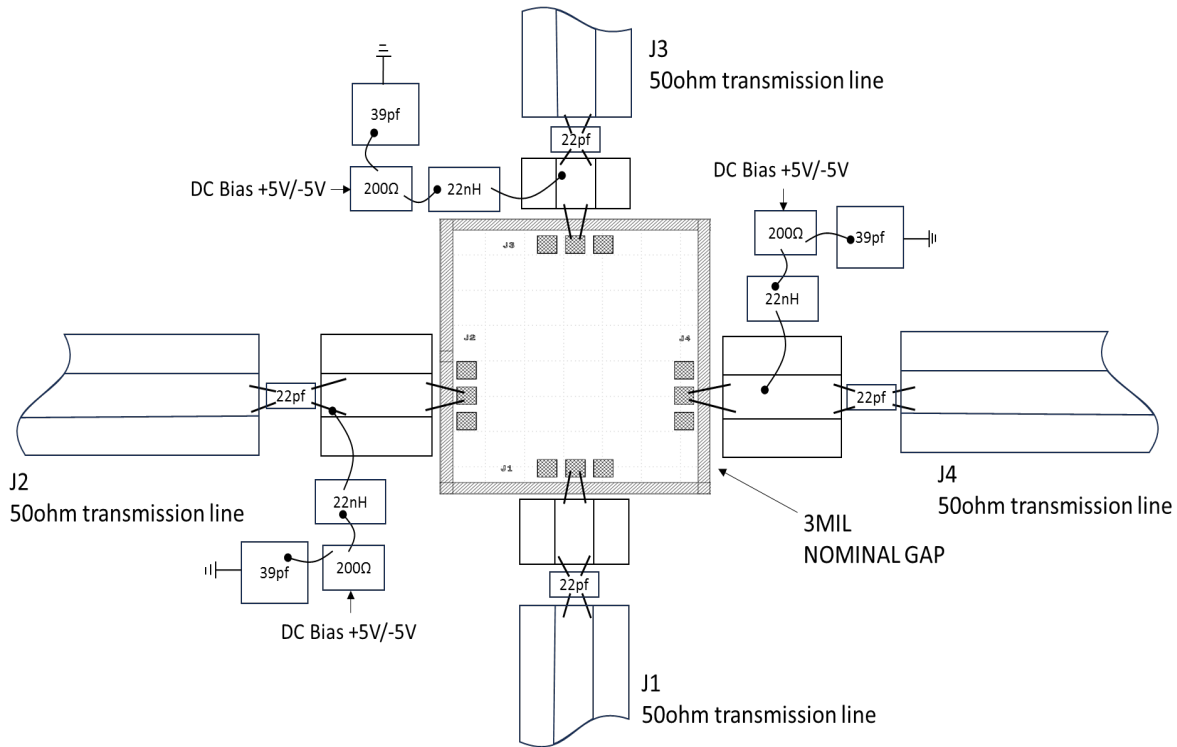 J3
50ohm transmission line
39pf
22pf
DC Bias +5V/-5V
200Ω
22nH
DC Bias +5V/-5V
200Ω
39pf
22nH
J3
J2
J4
22pf
22pf
J1
J2
50ohm transmission line
22nH
J4
50ohm transmission line
3MIL
NOMINAL GAP
39pf
200Ω
22pf
DC Bias +5V/-5V
J1
50ohm transmission line